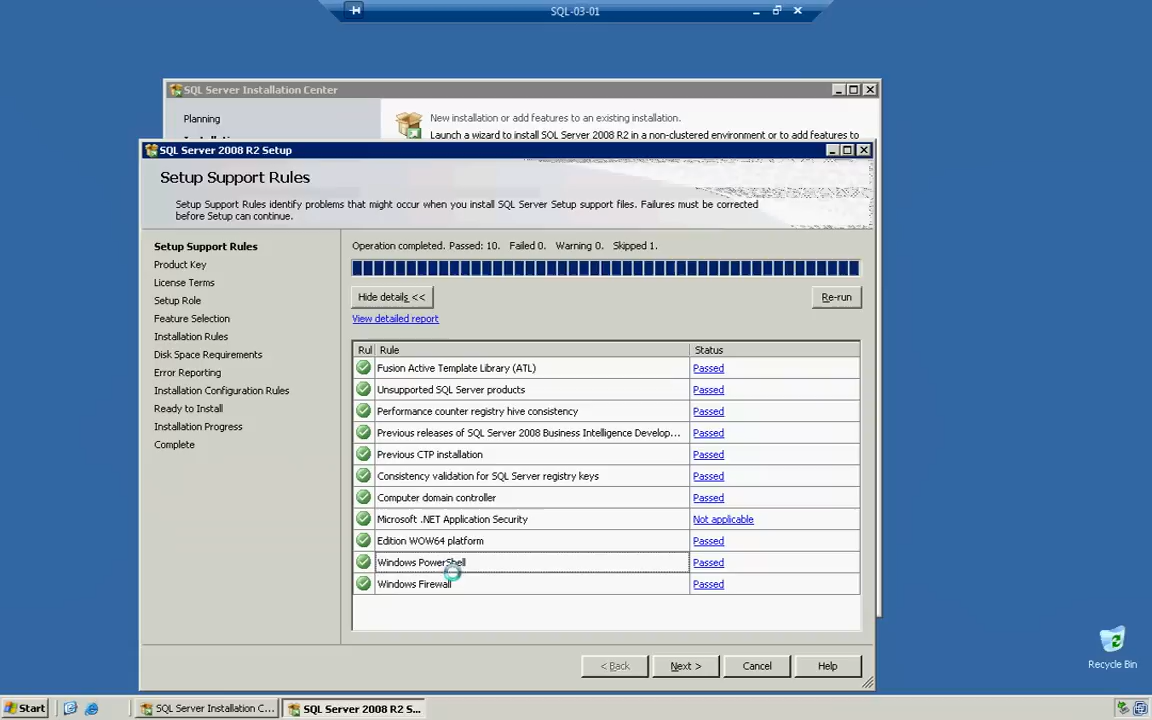 SQL-03-01
SQL Server Installation Center
Planning
New installation or add features to an existing installation.
Launch a wizard to install SQL Server 2008 R2 in a non-clustered environment or to add features to
SQL Server 2008 R2 Setup
Setup Support Rules
Setup Support Rules identify problems that might occur when you install SQL Server Setup support files. Failures must be corrected
before Setup can continue.
Setup Support Rules
Product Key
License Terms
Setup Role
Feature Selection
Installation Rules
Disk Space Requirements
Error Reporting
Installation Configuration Rules
Ready to Install
Installation Progress
Complete
Operation completed. Passed: 10. Failed 0. Warning 0. Skipped 1.
Hide details <<
Re-run
View detailed report
Rul Rule Status
Fusion Active Template Library (ATL) Passed
Unsupported SQL Server products Passed
Performance counter registry hive consistency Passed
Previous releases of SQL Server 2008 Business Intelligence Develop... Passed
Previous CTP installation Passed
Consistency validation for SQL Server registry keys Passed
Computer domain controller Passed
Microsoft .NET Application Security Not applicable
Edition WOW64 platform Passed
Windows PowerShell Passed
Windows Firewall Passed
< Back Next > Cancel Help
Recycle Bin
Start SQL Server Installation C... SQL Server 2008 R2 S...